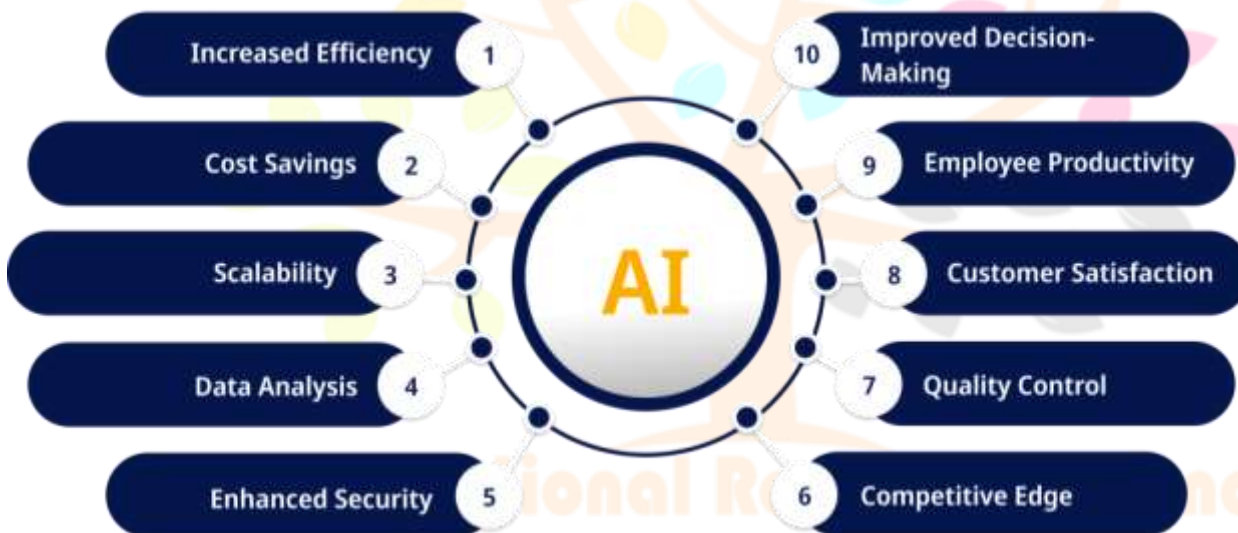 Increased Efficiency
1
Cost Savings
2
Scalability
3
Data Analysis
4
Enhanced Security
5
AI
10
Improved Decision-
Making
9
Employee Productivity
8
Customer Satisfaction
7
Quality Control
6
Competitive Edge